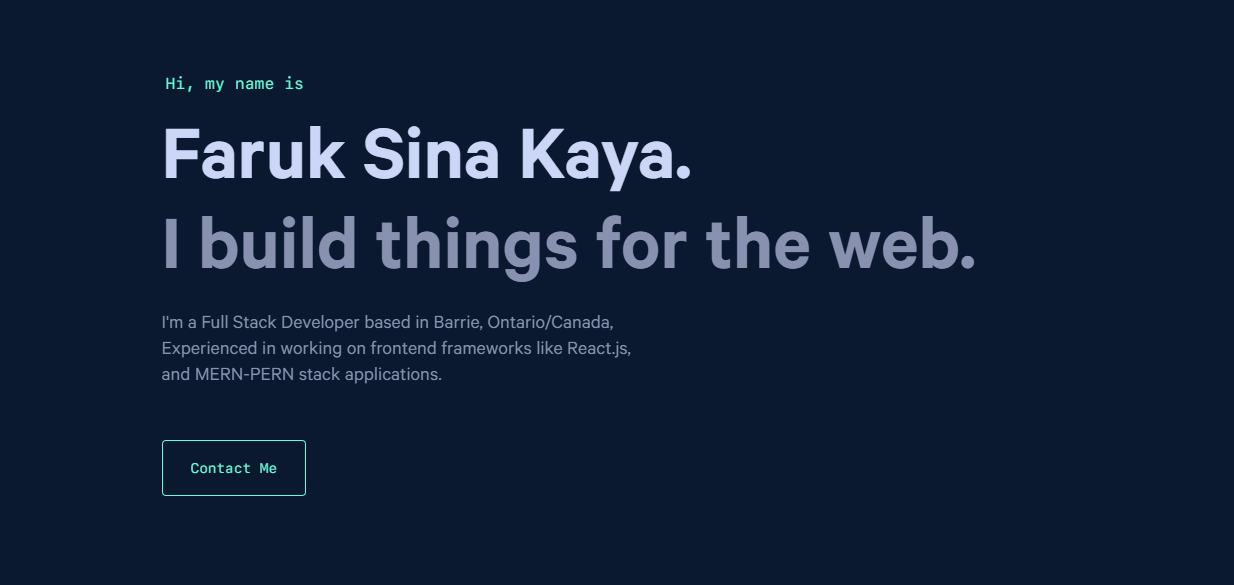 Hi, my name is
Faruk Sina Kaya.
I build things for the web.
I'm a Full Stack Developer based in Barrie, Ontario/Canada,
Experienced in working on frontend frameworks like React.js,
and MERN-PERN stack applications.
Contact Me